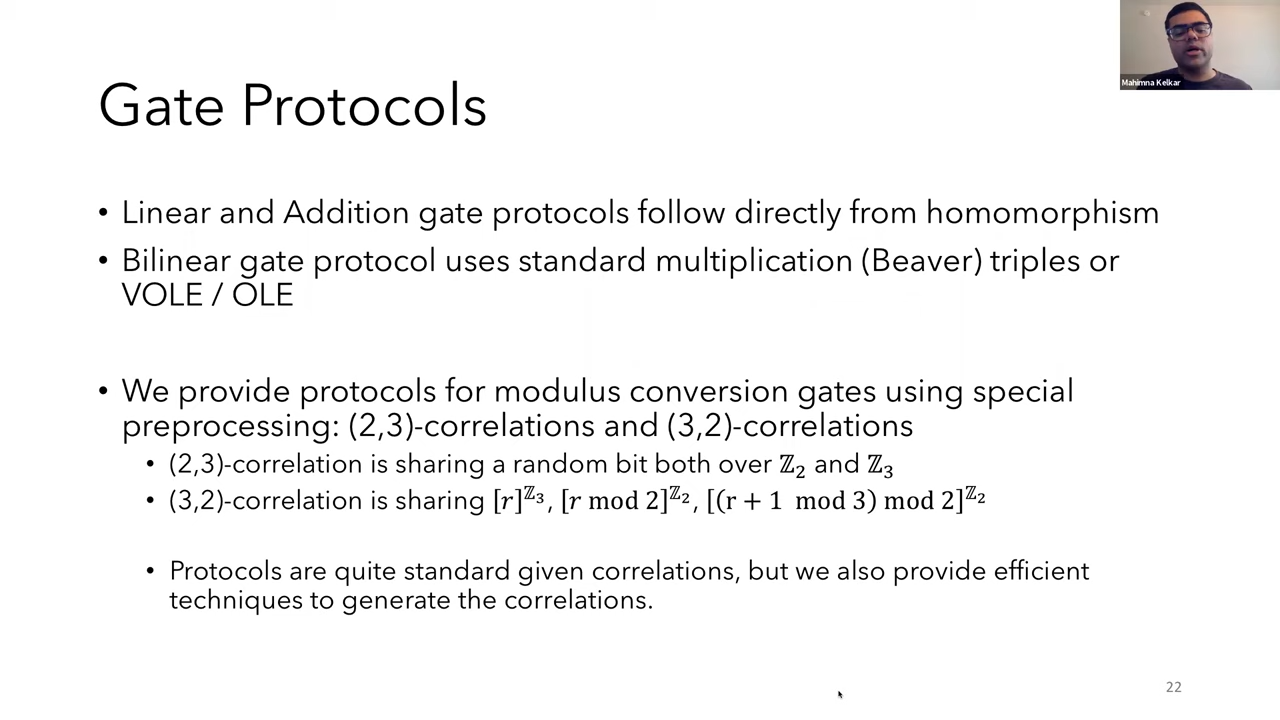 Mahimna Kelkar
Gate Protocols
• Linear and Addition gate protocols follow directly from homomorphism
• Bilinear gate protocol uses standard multiplication (Beaver) triples or
VOLE / OLE
• We provide protocols for modulus conversion gates using special
preprocessing: (2,3)-correlations and (3,2)-correlations
• (2,3)-correlation is sharing a random bit both over ℤ₂ and ℤ₃
• (3,2)-correlation is sharing [r]^ℤ₃, [r mod 2]^ℤ₂, [(r + 1 mod 3) mod 2]^ℤ₂
• Protocols are quite standard given correlations, but we also provide efficient
techniques to generate the correlations.
22